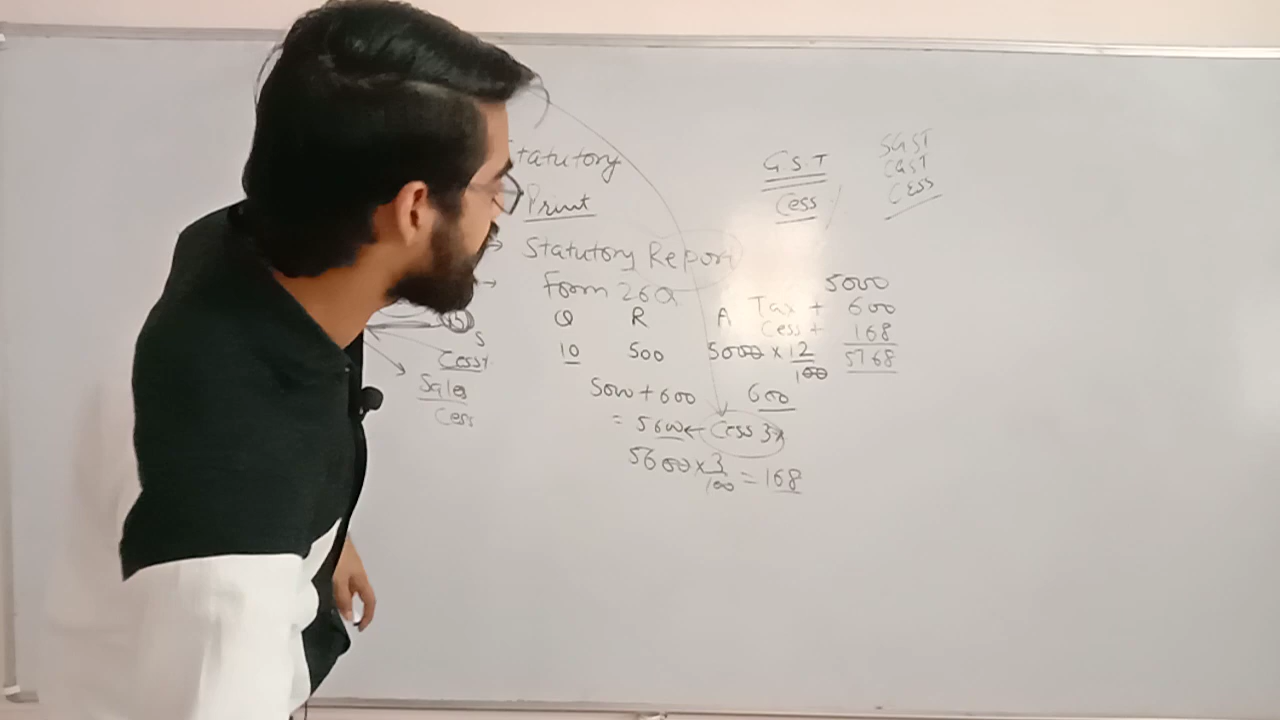 Statutory
Print
Statutory Report
Form 26Q
Q R A
10 500 5000 × 12/100
5000 + 600 600
= 5600 ← Cess 3%
5600 × 3/100 = 168
G.S.T
Cess
SGST
CGST
Cess
5000
Tax + 600
Cess + 168
5768
S
Cess
Sales
Cess